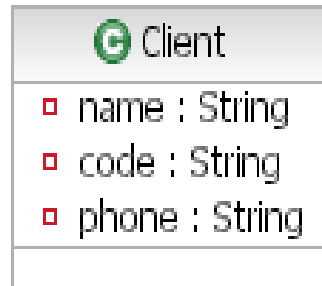 C Client
name : String
code : String
phone : String